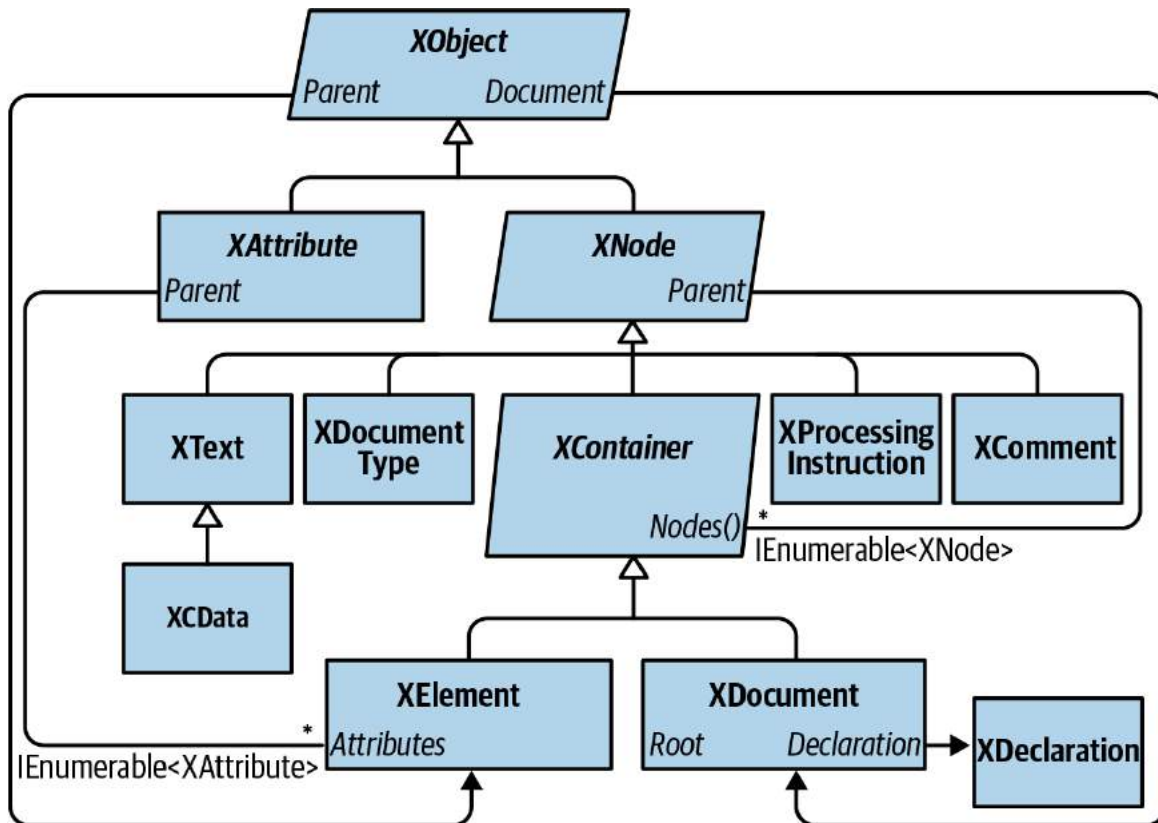 XObject
Parent Document
XAttribute
Parent
XNode
Parent
XText
XDocument
Type
XContainer
Nodes()
XProcessing
Instruction
XComment
*
IEnumerable<XNode>
XCData
XElement
Attributes
*
IEnumerable<XAttribute>
XDocument
Root Declaration
XDeclaration